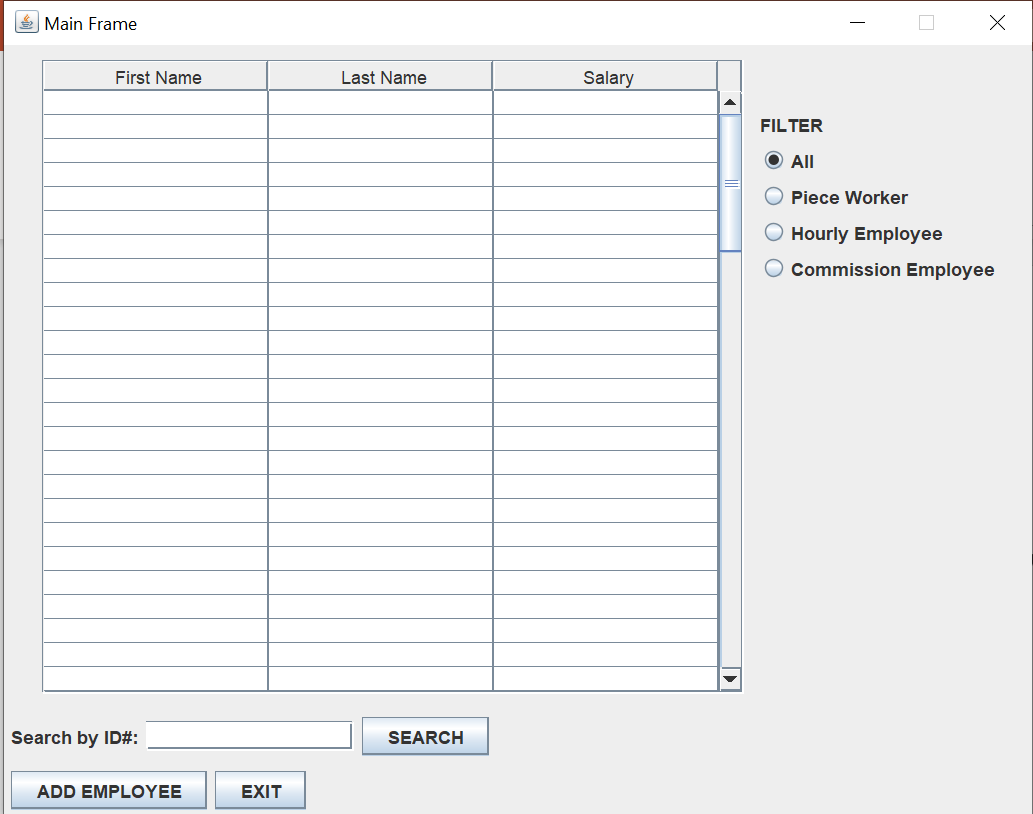 Main Frame
First Name Last Name Salary
FILTER
All
Piece Worker
Hourly Employee
Commission Employee
Search by ID#: SEARCH
ADD EMPLOYEE EXIT